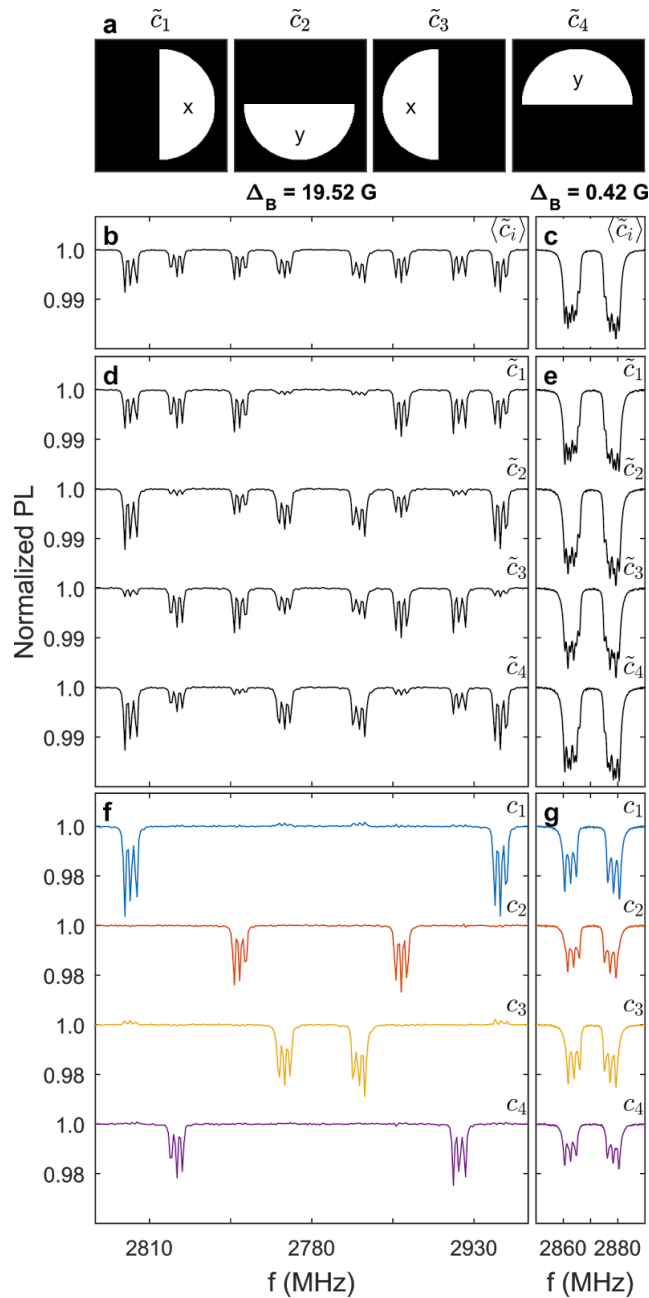 a
c̃₁ c̃₂ c̃₃ c̃₄
x y x y
Δ_B = 19.52 G Δ_B = 0.42 G
b ⟨c̃ᵢ⟩ c ⟨c̃ᵢ⟩
1.0
0.99
d c̃₁ e c̃₁
1.0
0.99
c̃₂ c̃₂
1.0
0.99
c̃₃ c̃₃
1.0
0.99
c̃₄ c̃₄
1.0
0.99
Normalized PL
f c₁ g c₁
1.0
0.98
c₂ c₂
1.0
0.98
c₃ c₃
1.0
0.98
c₄ c₄
1.0
0.98
2810 2780 2930 2860 2880
f (MHz) f (MHz)